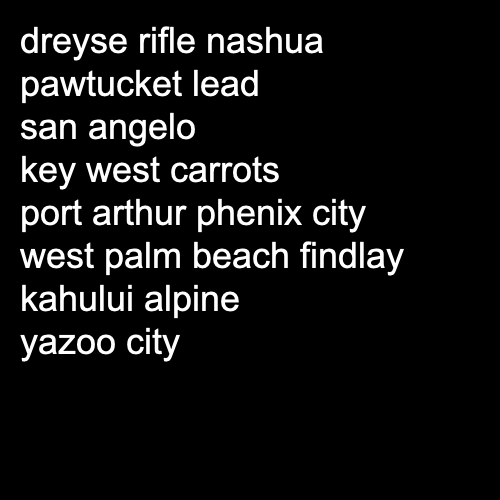 dreyse rifle nashua
pawtucket lead
san angelo
key west carrots
port arthur phenix city
west palm beach findlay
kahului alpine
yazoo city